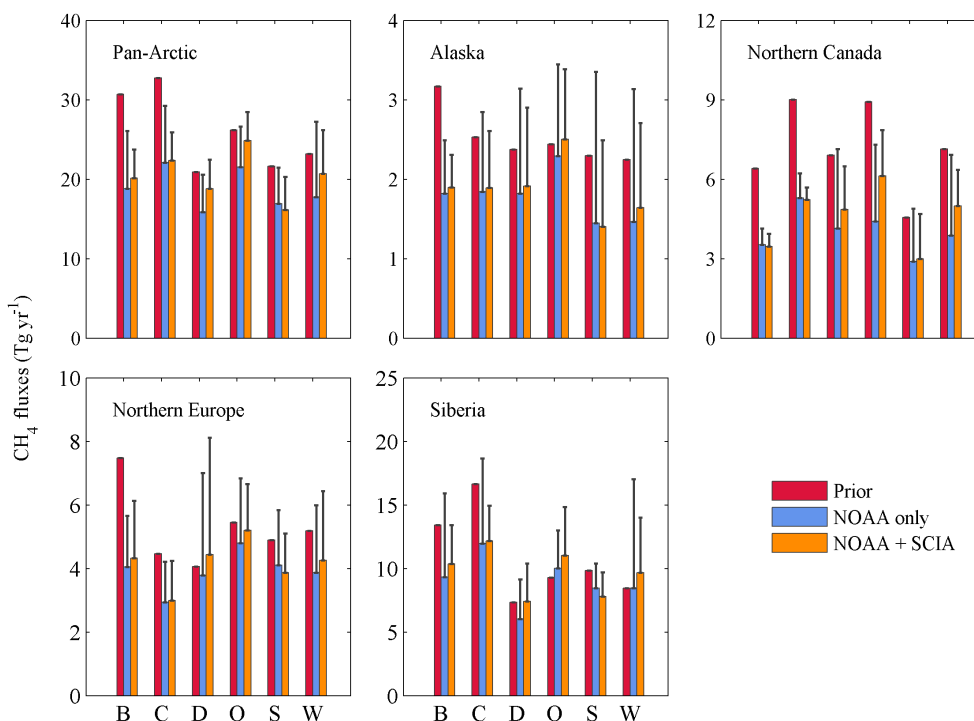 CH4 fluxes (Tg yr-1)
Pan-Arctic
40
30
20
10
0
Alaska
4
3
2
1
0
Northern Canada
12
9
6
3
0
Northern Europe
10
8
6
4
2
0
B C D O S W
Siberia
25
20
15
10
5
0
B C D O S W
Prior
NOAA only
NOAA + SCIA